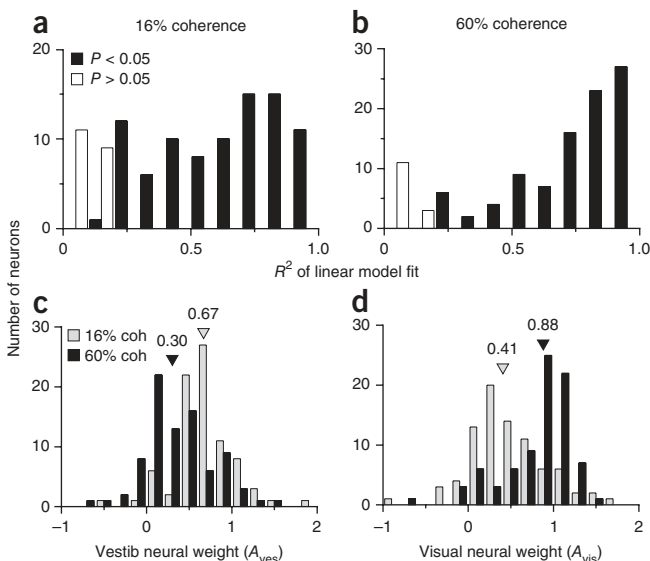 a
16% coherence
b
60% coherence
P < 0.05
P > 0.05
20
10
0
0
0.5
1.0
30
20
10
0
0
0.5
1.0
R² of linear model fit
Number of neurons
c
16% coh
60% coh
0.30
0.67
30
20
10
0
−1
0
1
2
Vestib neural weight (A_ves)
d
0.41
0.88
30
20
10
0
−1
0
1
2
Visual neural weight (A_vis)